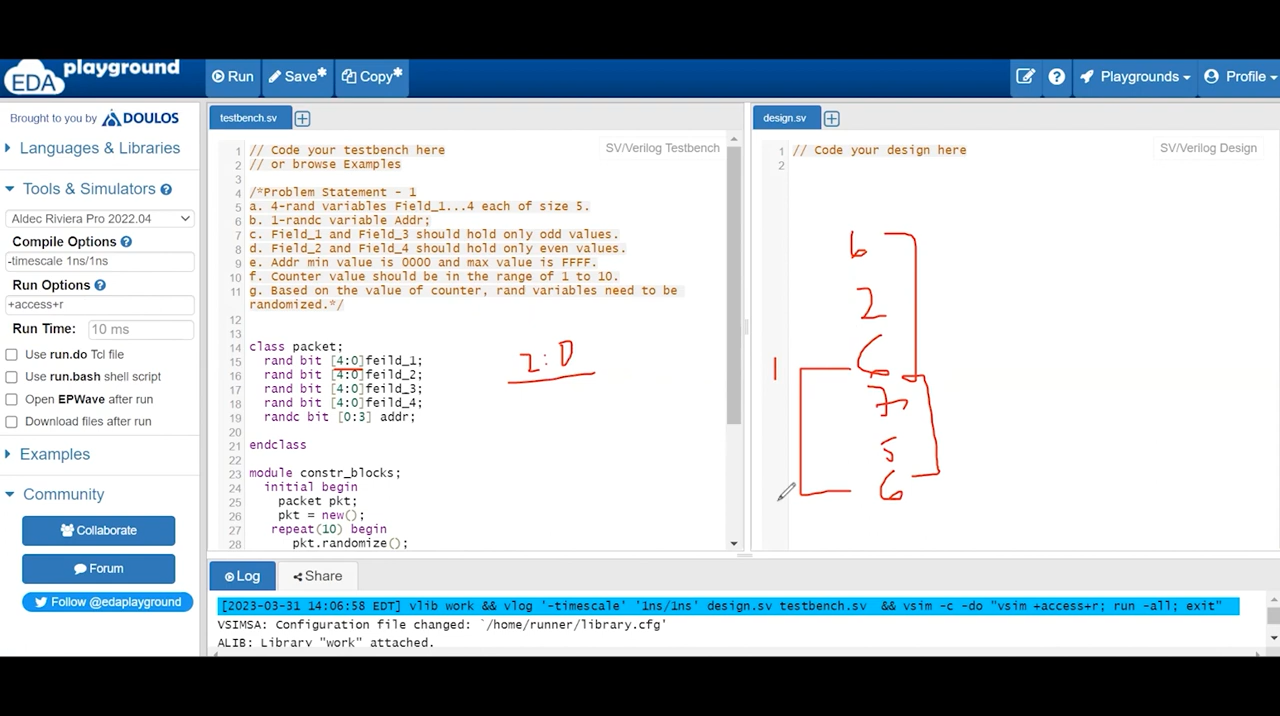 EDA playground
Run
Save*
Copy*
Playgrounds
Profile
Brought to you by DOULOS
Languages & Libraries
Tools & Simulators
Aldec Riviera Pro 2022.04
Compile Options
-timescale 1ns/1ns
Run Options
+access+r
Run Time: 10 ms
Use run.do Tcl file
Use run.bash shell script
Open EPWave after run
Download files after run
Examples
Community
Collaborate
Forum
Follow @edaplayground
testbench.sv
SV/Verilog Testbench
1 // Code your testbench here
2 // or browse Examples
3
4 /*Problem Statement - 1
5 a. 4-rand variables Field_1...4 each of size 5.
6 b. 1-randc variable Addr;
7 c. Field_1 and Field_3 should hold only odd values.
8 d. Field_2 and Field_4 should hold only even values.
9 e. Addr min value is 0000 and max value is FFFF.
10 f. Counter value should be in the range of 1 to 10.
11 g. Based on the value of counter, rand variables need to be
randomized.*/
12
13
14 class packet;
15 rand bit [4:0]feild_1;
16 rand bit [4:0]feild_2;
17 rand bit [4:0]feild_3;
18 rand bit [4:0]feild_4;
19 randc bit [0:3] addr;
20
21 endclass
22
23 module constr_blocks;
24 initial begin
25 packet pkt;
26 pkt = new();
27 repeat(10) begin
28 pkt.randomize();
2:0
design.sv
SV/Verilog Design
1 // Code your design here
2
6
2
6
1
7
5
6
Log
Share
[2023-03-31 14:06:58 EDT] vlib work && vlog '-timescale' '1ns/1ns' design.sv testbench.sv && vsim -c -do "vsim +access+r; run -all; exit"
VSIMSA: Configuration file changed: `/home/runner/library.cfg'
ALIB: Library "work" attached.